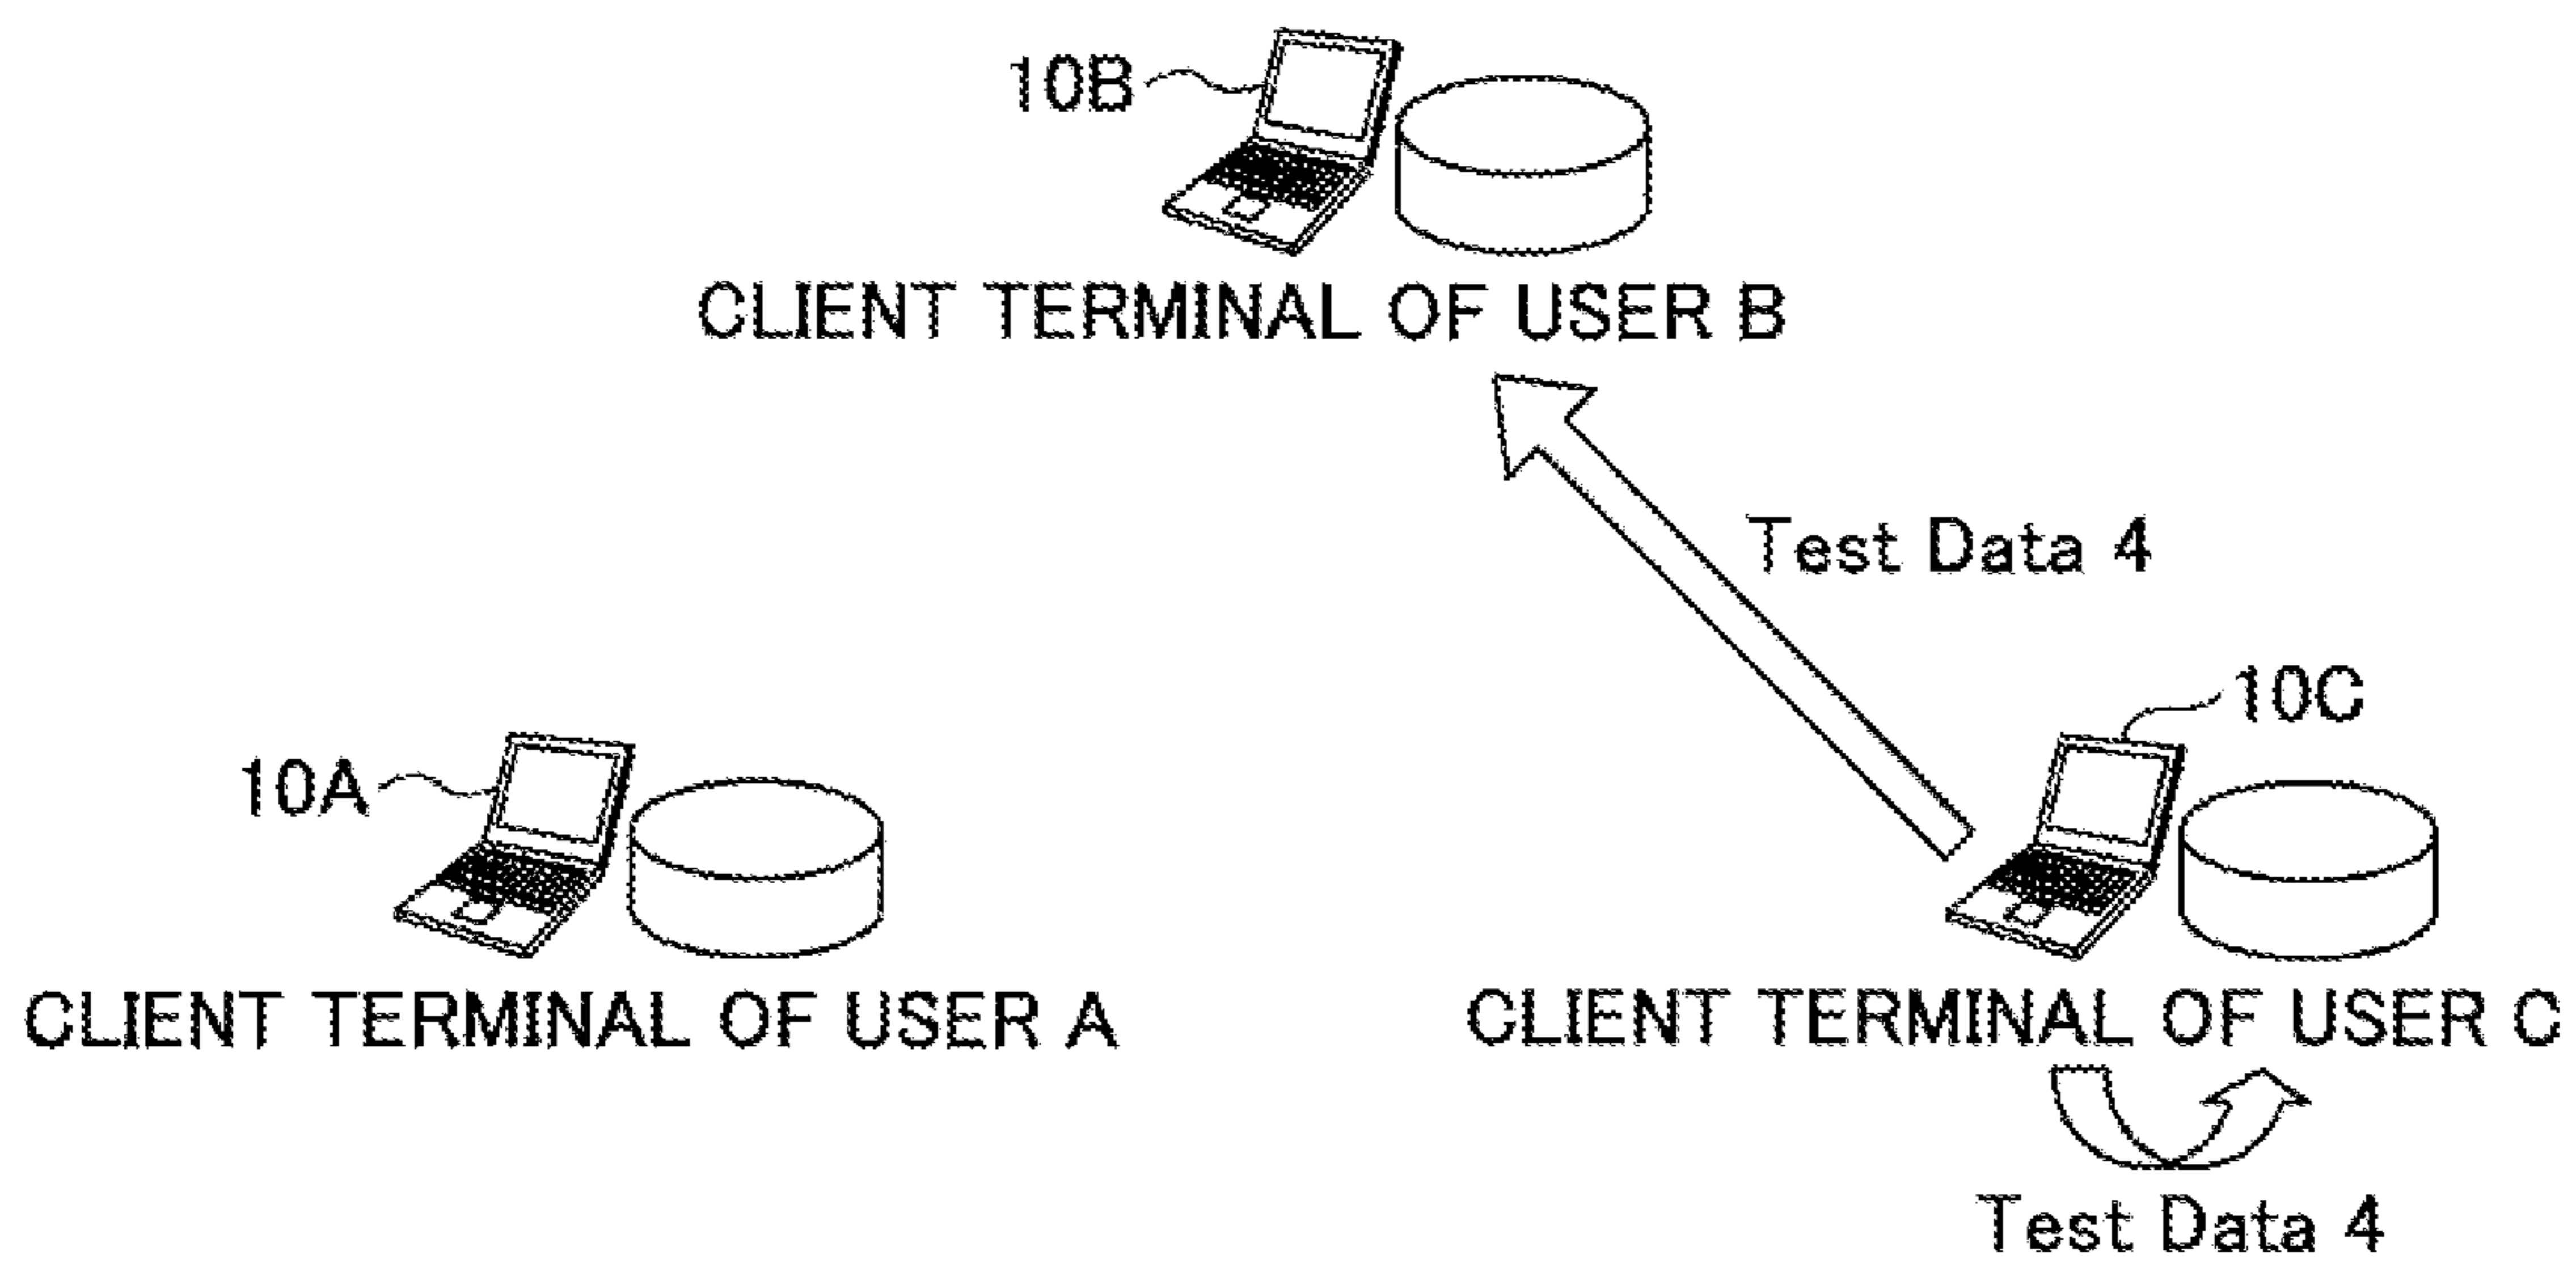 10B
CLIENT TERMINAL OF USER B
Test Data 4
10C
10A
CLIENT TERMINAL OF USER A
CLIENT TERMINAL OF USER C
Test Data 4